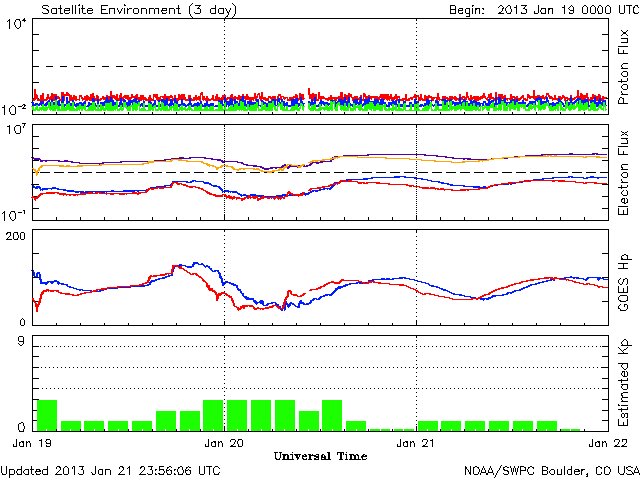 Satellite Environment (3 day) Begin: 2013 Jan 19 0000 UTC
10^4
10^-2
Proton Flux
10^7
10^-1
Electron Flux
200
0
GOES Hp
9
0
Estimated Kp
Jan 19 Jan 20 Jan 21 Jan 22
Universal Time
Updated 2013 Jan 21 23:56:06 UTC NOAA/SWPC Boulder, CO USA